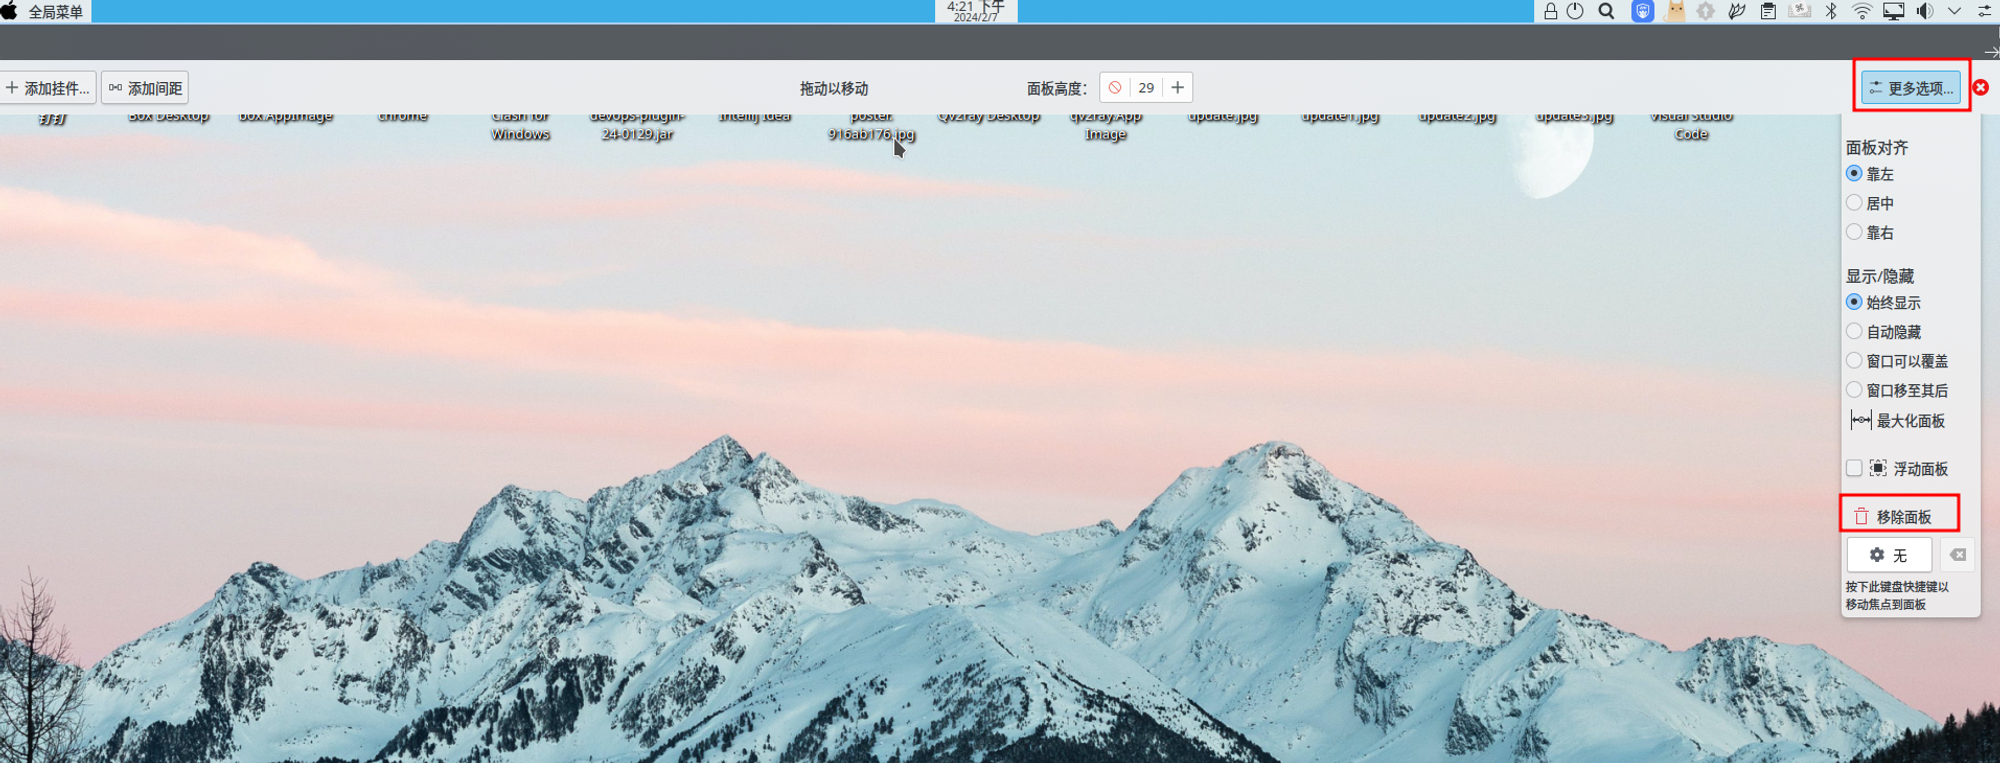 全局菜单
4:21 下午
2024/2/7
添加挂件...
添加间距
拖动以移动
面板高度：
29
更多选项...
钉钉
Box Desktop
box.AppImage
chrome
Clash for
Windows
devops-plugin-
24-0129.jar
Intellij Idea
poster.
916ab176.jpg
Qv2ray Desktop
qv2ray.App
Image
update.jpg
update1.jpg
update2.jpg
update3.jpg
Visual Studio
Code
面板对齐
靠左
居中
靠右
显示/隐藏
始终显示
自动隐藏
窗口可以覆盖
窗口移至其后
最大化面板
浮动面板
移除面板
无
按下此键盘快捷键以
移动焦点到面板